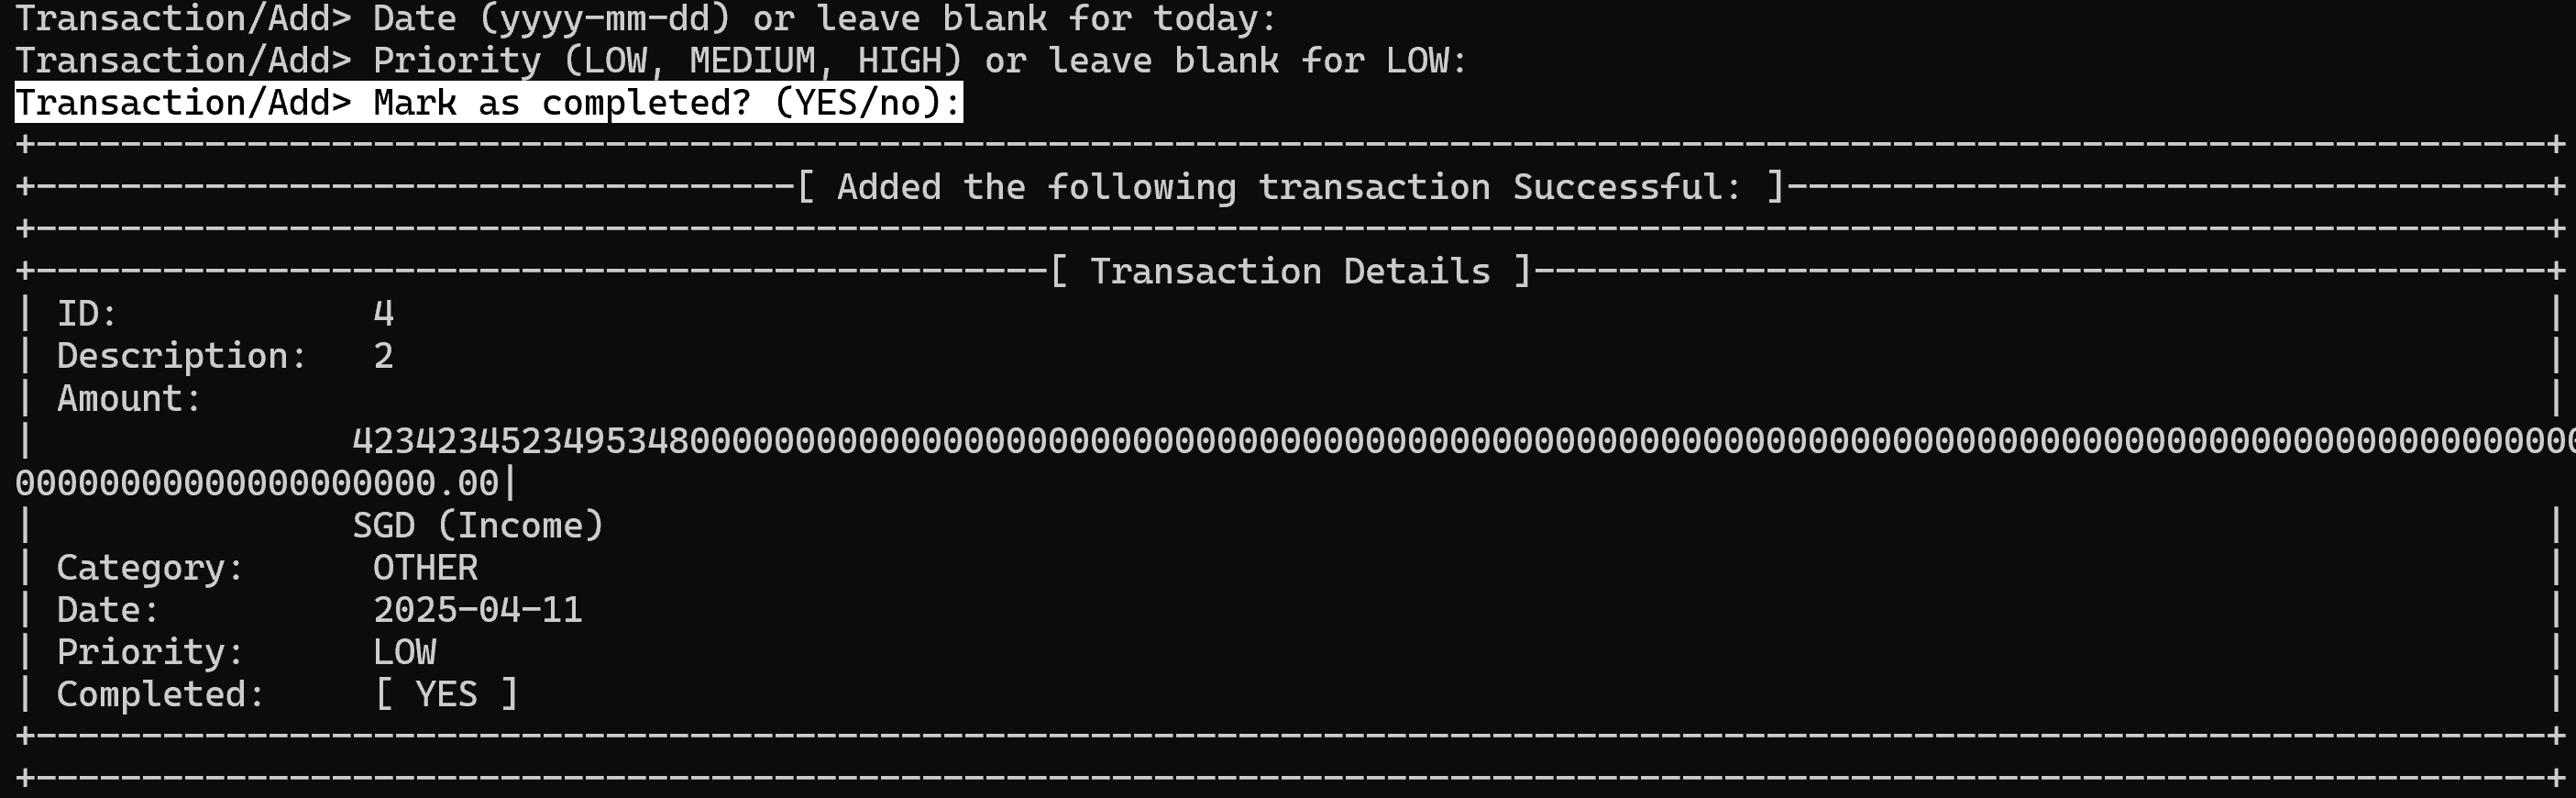 Transaction/Add> Date (yyyy-mm-dd) or leave blank for today:
Transaction/Add> Priority (LOW, MEDIUM, HIGH) or leave blank for LOW:
Transaction/Add> Mark as completed? (YES/no):
+-----------------------------------------------------------------------------------------------------------------------+
+------------------------------------[ Added the following transaction Successful: ]------------------------------------+
+-----------------------------------------------------------------------------------------------------------------------+
+------------------------------------------------[ Transaction Details ]------------------------------------------------+
| ID: 4 |
| Description: 2 |
| Amount: |
| 4234234523495348000000000000000000000000000000000000000000000000000000000000000000000000000000000000000000
00000000000000000000.00|
| SGD (Income) |
| Category: OTHER |
| Date: 2025-04-11 |
| Priority: LOW |
| Completed: [ YES ] |
+-----------------------------------------------------------------------------------------------------------------------+
+-----------------------------------------------------------------------------------------------------------------------+